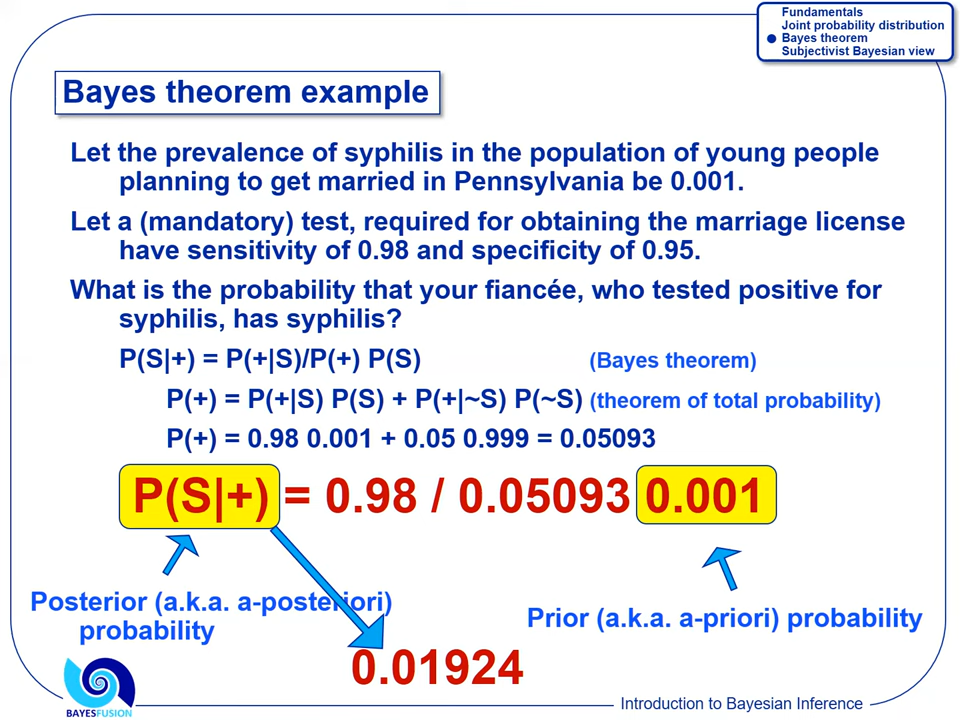 Fundamentals
Joint probability distribution
Bayes theorem
Subjectivist Bayesian view
Bayes theorem example
Let the prevalence of syphilis in the population of young people
planning to get married in Pennsylvania be 0.001.
Let a (mandatory) test, required for obtaining the marriage license
have sensitivity of 0.98 and specificity of 0.95.
What is the probability that your fiancée, who tested positive for
syphilis, has syphilis?
P(S|+) = P(+|S)/P(+) P(S) (Bayes theorem)
P(+) = P(+|S) P(S) + P(+|~S) P(~S) (theorem of total probability)
P(+) = 0.98 0.001 + 0.05 0.999 = 0.05093
P(S|+) = 0.98 / 0.05093 0.001
Posterior (a.k.a. a-posteriori)
probability
Prior (a.k.a. a-priori) probability
0.01924
BAYESFUSION
Introduction to Bayesian Inference